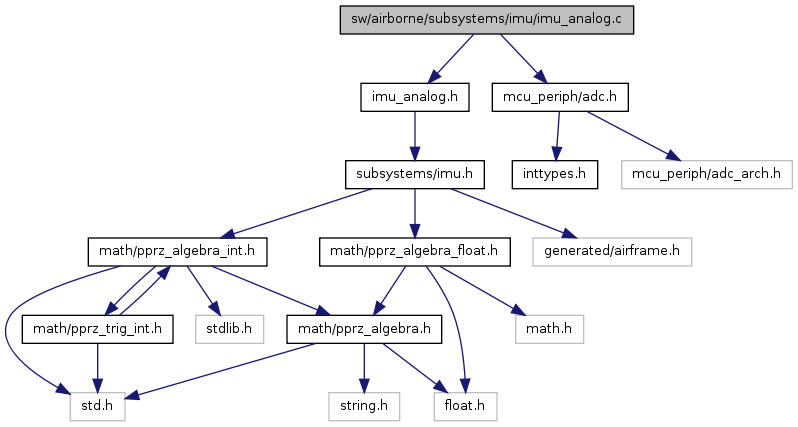 sw/airborne/subsystems/imu/imu_analog.c
imu_analog.h
mcu_periph/adc.h
subsystems/imu.h
inttypes.h
mcu_periph/adc_arch.h
math/pprz_algebra_int.h
math/pprz_algebra_float.h
generated/airframe.h
math/pprz_trig_int.h
stdlib.h
math/pprz_algebra.h
math.h
std.h
string.h
float.h